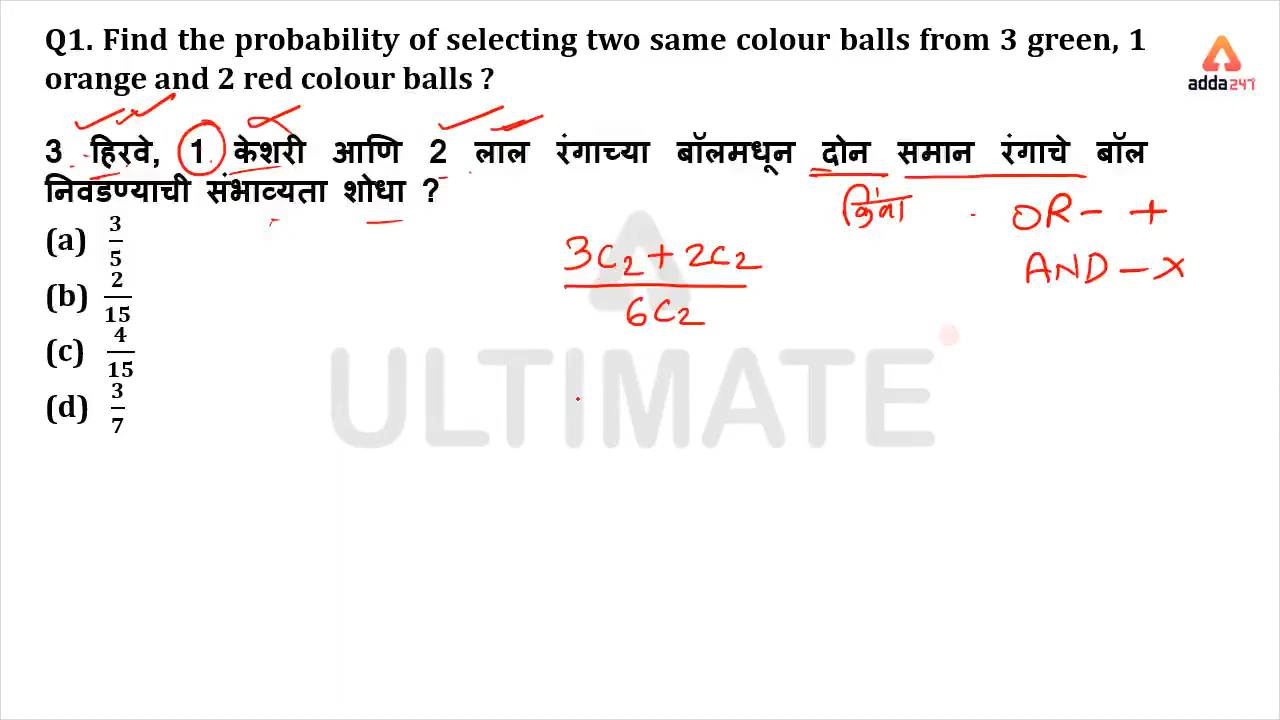 Q1. Find the probability of selecting two same colour balls from 3 green, 1
orange and 2 red colour balls ?
adda247
3 हिरवे, 1 केशरी आणि 2 लाल रंगाच्या बॉलमधून दोन समान रंगाचे बॉल
निवडण्याची संभाव्यता शोधा ?
किंवा
OR - +
AND - ×
(a) 3/5
(b) 2/15
(c) 4/15
(d) 3/7
3C2 + 2C2
6C2
ULTIMATE